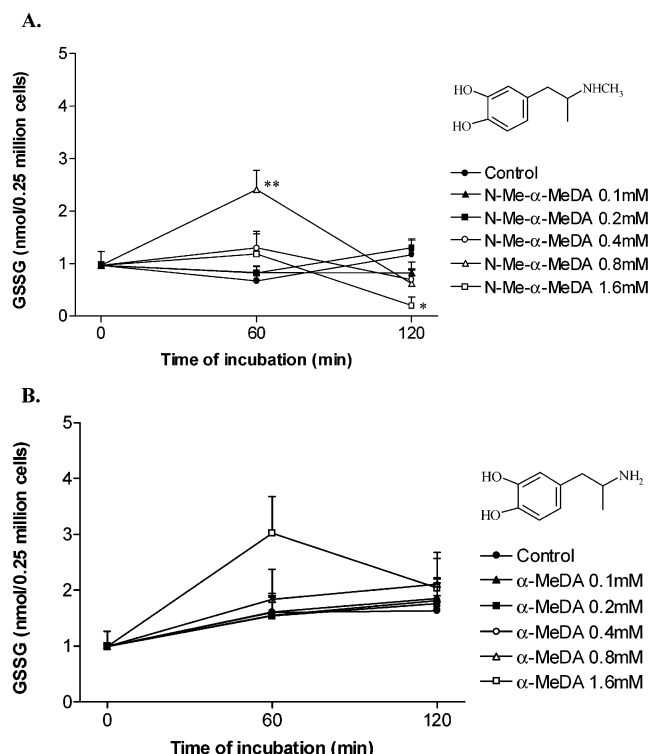 A.
GSSG (nmol/0.25 million cells)
5
4
3
2
1
0
**
*
0
60
120
Time of incubation (min)
HO
HO
NHCH3
Control
N-Me-α-MeDA 0.1mM
N-Me-α-MeDA 0.2mM
N-Me-α-MeDA 0.4mM
N-Me-α-MeDA 0.8mM
N-Me-α-MeDA 1.6mM
B.
GSSG (nmol/0.25 million cells)
5
4
3
2
1
0
0
60
120
Time of incubation (min)
HO
HO
NH2
Control
α-MeDA 0.1mM
α-MeDA 0.2mM
α-MeDA 0.4mM
α-MeDA 0.8mM
α-MeDA 1.6mM